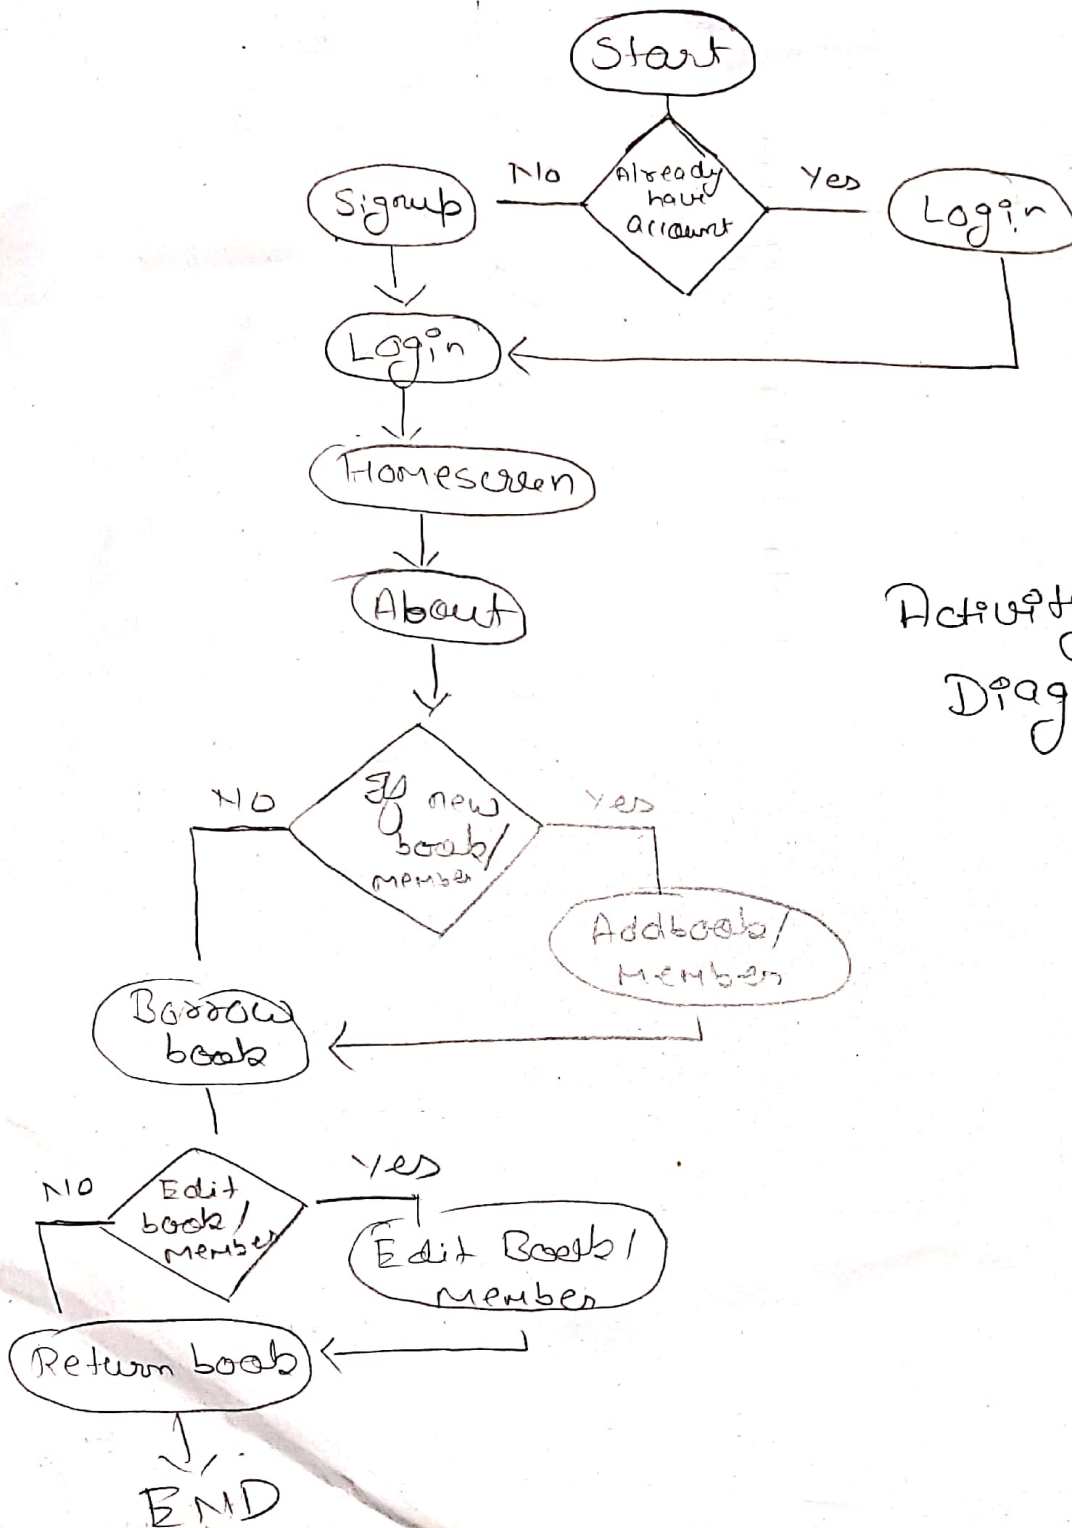 Start
Already
have
account
No
Yes
Signup
Login
Login
Homescreen
About
Activity
Diag
If new
book/
member
NO
Yes
Addbook/
Member
Borrow
book
Edit
book/
Member
NO
Yes
Edit Book/
Member
Return book
END